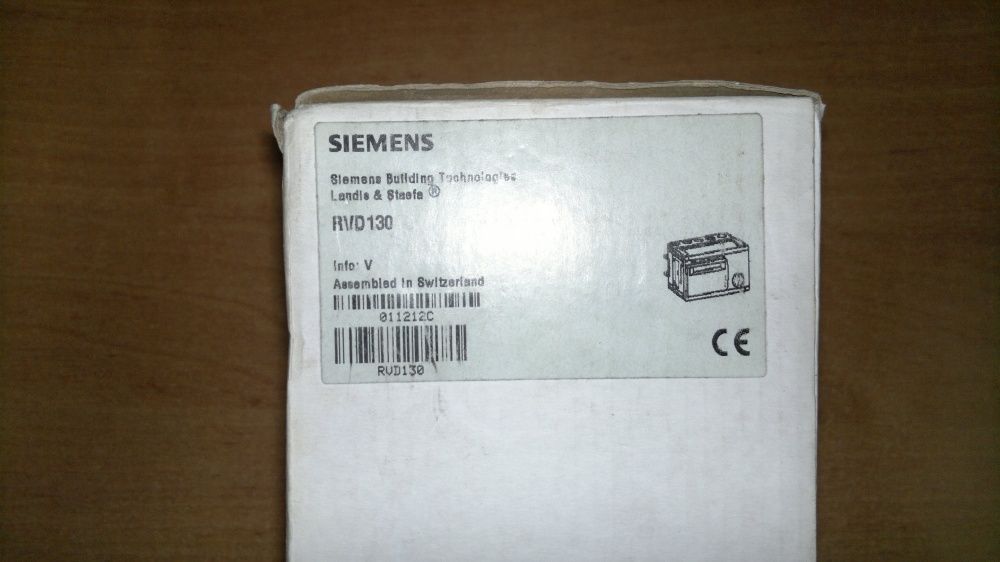 SIEMENS
Siemens Building Technologies
Landis & Staefa ®
RVD130
Info: V
Assembled in Switzerland
011212C
RVD130
CE